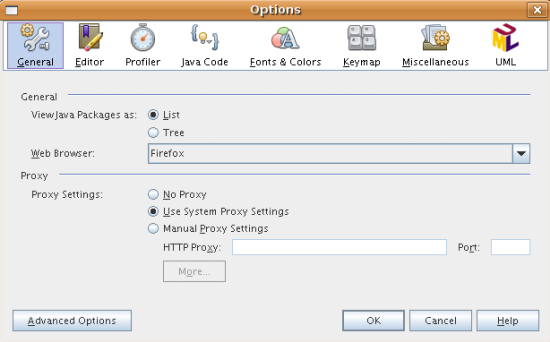 Options
General Editor Profiler Java Code Fonts & Colors Keymap Miscellaneous UML
General
View Java Packages as: List
Tree
Web Browser: Firefox
Proxy
Proxy Settings: No Proxy
Use System Proxy Settings
Manual Proxy Settings
HTTP Proxy: Port:
More...
Advanced Options OK Cancel Help